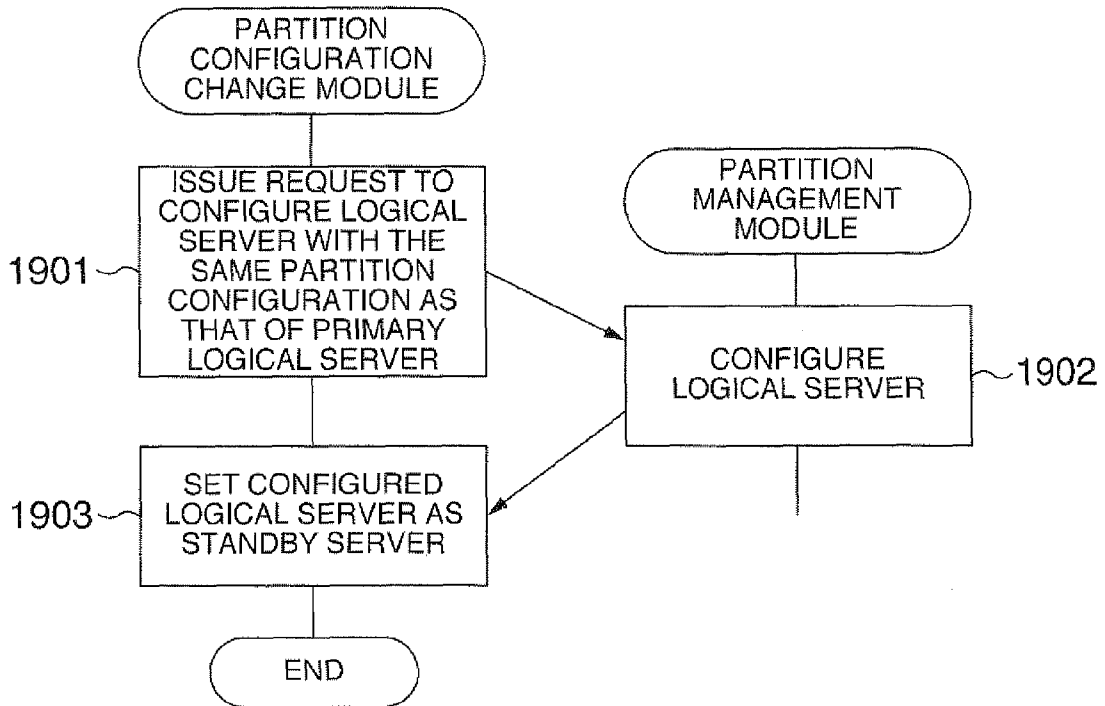 PARTITION
CONFIGURATION
CHANGE MODULE
ISSUE REQUEST TO
CONFIGURE LOGICAL
SERVER WITH THE
SAME PARTITION
CONFIGURATION AS
THAT OF PRIMARY
LOGICAL SERVER
1901
PARTITION
MANAGEMENT
MODULE
CONFIGURE
LOGICAL SERVER
1902
SET CONFIGURED
LOGICAL SERVER AS
STANDBY SERVER
1903
END